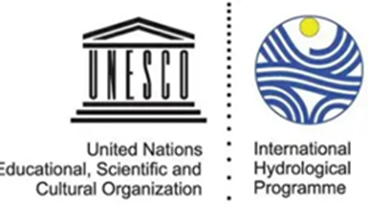 UNESCO
United Nations
Educational, Scientific and
Cultural Organization
International
Hydrological
Programme